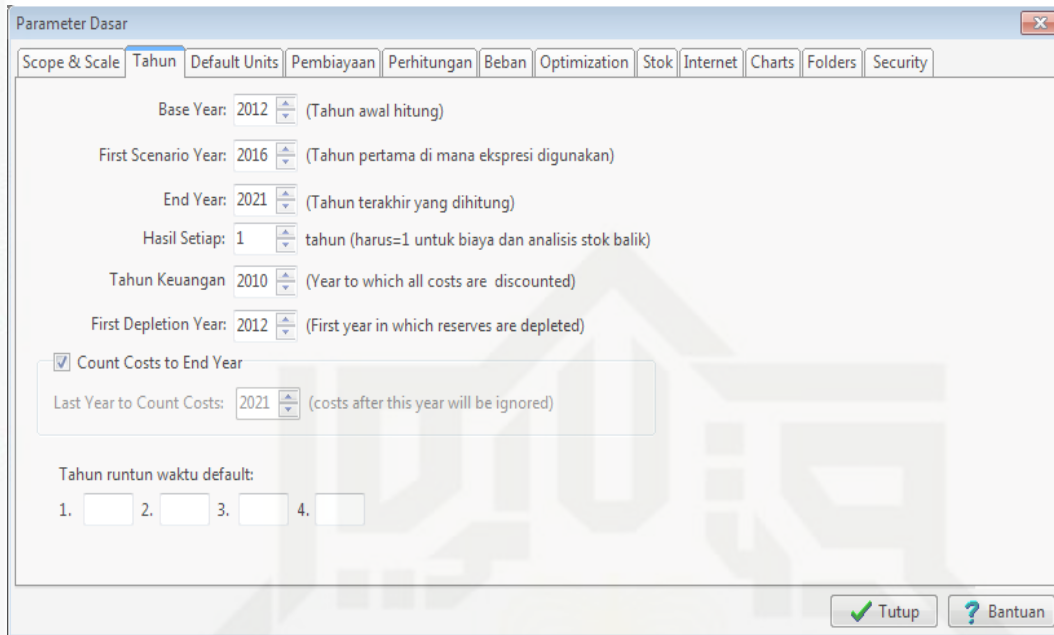 Parameter Dasar
Scope & Scale Tahun Default Units Pembiayaan Perhitungan Beban Optimization Stok Internet Charts Folders Security
Base Year: 2012 (Tahun awal hitung)
First Scenario Year: 2016 (Tahun pertama di mana ekspresi digunakan)
End Year: 2021 (Tahun terakhir yang dihitung)
Hasil Setiap: 1 tahun (harus=1 untuk biaya dan analisis stok balik)
Tahun Keuangan 2010 (Year to which all costs are discounted)
First Depletion Year: 2012 (First year in which reserves are depleted)
Count Costs to End Year
Last Year to Count Costs: 2021 (costs after this year will be ignored)
Tahun runtun waktu default:
1. 2. 3. 4.
Tutup ? Bantuan